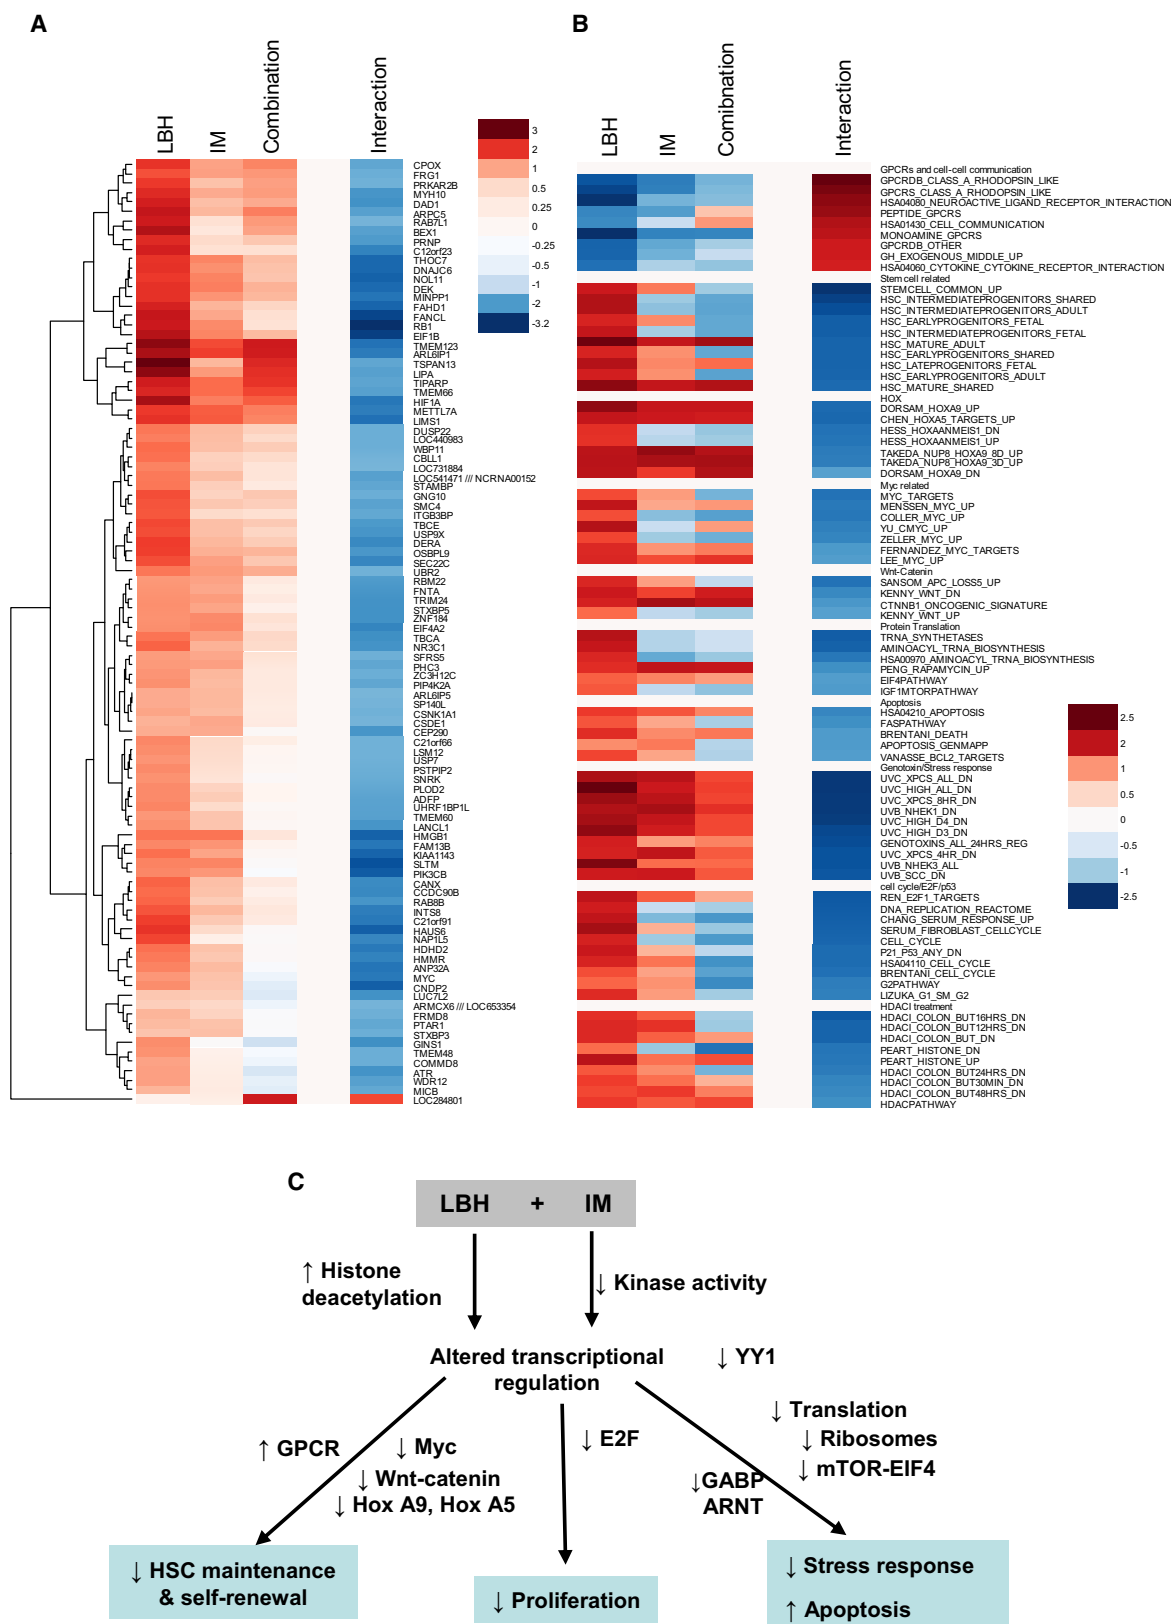 A
LBH
IM
Combination
Interaction
3
2
1
0.5
0.25
0
-0.25
-0.5
-1
-2
-3.2
CPOX
FRG1
PRKAR2B
MYH10
DAD1
ARPC5
RAB7L1
BEX1
PRNP
C12orf23
THOC7
DNAJC6
NOL11
DEK
MINPP1
FAHD1
FANCL
RB1
EIF1B
TMEM123
ARL6IP1
TSPAN13
LIPA
TIPARP
TMEM66
HIF1A
METTL7A
LIMS1
DUSP22
LOC440983
WBP11
CBLL1
LOC731884
LOC541471 /// NCRNA00152
STAMBP
GNG10
SMC4
ITGB3BP
TBCE
USP9X
DERA
OSBPL9
SEC22C
UBR2
RBM22
FNTA
TRIM24
STXBP5
ZNF184
EIF4A2
TBCA
NR3C1
SFRS5
PHC3
ZC3H12C
PIP4K2A
ARL6IP5
SP140L
CSNK1A1
CSDE1
CEP290
C21orf66
LSM12
USP7
PSTPIP2
SNRK
PLOD2
ADFP
UHRF1BP1L
TMEM60
LANCL1
HMGB1
FAM13B
KIAA1143
SLTM
PIK3CB
CANX
CCDC90B
RAB8B
INTS8
C21orf91
HAUS6
NAP1L5
HDHD2
HMMR
ANP32A
MYC
CNDP2
LUC7L2
ARMCX6 /// LOC653354
FRMD8
PTAR1
STXBP3
GINS1
TMEM48
COMMD8
ATR
WDR12
MICB
LOC284801
B
LBH
IM
Comibnation
Interaction
GPCRs and cell-cell communication
GPCRDB_CLASS_A_RHODOPSIN_LIKE
GPCRS_CLASS_A_RHODOPSIN_LIKE
HSA04080_NEUROACTIVE_LIGAND_RECEPTOR_INTERACTION
PEPTIDE_GPCRS
HSA01430_CELL_COMMUNICATION
MONOAMINE_GPCRS
GPCRDB_OTHER
GH_EXOGENOUS_MIDDLE_UP
HSA04060_CYTOKINE_CYTOKINE_RECEPTOR_INTERACTION
Stem cell related
STEMCELL_COMMON_UP
HSC_INTERMEDIATEPROGENITORS_SHARED
HSC_INTERMEDIATEPROGENITORS_ADULT
HSC_EARLYPROGENITORS_FETAL
HSC_INTERMEDIATEPROGENITORS_FETAL
HSC_MATURE_ADULT
HSC_EARLYPROGENITORS_SHARED
HSC_LATEPROGENITORS_FETAL
HSC_EARLYPROGENITORS_ADULT
HSC_MATURE_SHARED
HOX
DORSAM_HOXA9_UP
CHEN_HOXA5_TARGETS_UP
HESS_HOXAANMEIS1_DN
HESS_HOXAANMEIS1_UP
TAKEDA_NUP8_HOXA9_8D_UP
TAKEDA_NUP8_HOXA9_3D_UP
DORSAM_HOXA9_DN
Myc related
MYC_TARGETS
MENSSEN_MYC_UP
COLLER_MYC_UP
YU_CMYC_UP
ZELLER_MYC_UP
FERNANDEZ_MYC_TARGETS
LEE_MYC_UP
Wnt-Catenin
SANSOM_APC_LOSS5_UP
KENNY_WNT_DN
CTNNB1_ONCOGENIC_SIGNATURE
KENNY_WNT_UP
Protein Translation
TRNA_SYNTHETASES
AMINOACYL_TRNA_BIOSYNTHESIS
HSA00970_AMINOACYL_TRNA_BIOSYNTHESIS
PENG_RAPAMYCIN_UP
EIF4PATHWAY
IGF1MTORPATHWAY
Apoptosis
HSA04210_APOPTOSIS
FASPATHWAY
BRENTANI_DEATH
APOPTOSIS_GENMAPP
VANASSE_BCL2_TARGETS
Genotoxin/Stress response
UVC_XPCS_ALL_DN
UVC_HIGH_ALL_DN
UVC_XPCS_8HR_DN
UVB_NHEK1_DN
UVC_HIGH_D4_DN
UVC_HIGH_D3_DN
GENOTOXINS_ALL_24HRS_REG
UVC_XPCS_4HR_DN
UVB_NHEK3_ALL
UVB_SCC_DN
cell cycle/E2F/p53
REN_E2F1_TARGETS
DNA_REPLICATION_REACTOME
CHANG_SERUM_RESPONSE_UP
SERUM_FIBROBLAST_CELLCYCLE
CELL_CYCLE
P21_P53_ANY_DN
HSA04110_CELL_CYCLE
BRENTANI_CELL_CYCLE
G2PATHWAY
LIZUKA_G1_SM_G2
HDACI treatment
HDACI_COLON_BUT16HRS_DN
HDACI_COLON_BUT12HRS_DN
HDACI_COLON_BUT_DN
PEART_HISTONE_DN
PEART_HISTONE_UP
HDACI_COLON_BUT24HRS_DN
HDACI_COLON_BUT30MIN_DN
HDACI_COLON_BUT48HRS_DN
HDACPATHWAY
2.5
2
1
0.5
0
-0.5
-1
-2.5
C
LBH + IM
↑ Histone
deacetylation
↓ Kinase activity
Altered transcriptional
regulation
↓ YY1
↑ GPCR
↓ Myc
↓ Wnt-catenin
↓ Hox A9, Hox A5
↓ E2F
↓ Translation
↓ Ribosomes
↓ mTOR-EIF4
↓GABP
ARNT
↓ HSC maintenance
& self-renewal
↓ Proliferation
↓ Stress response
↑ Apoptosis